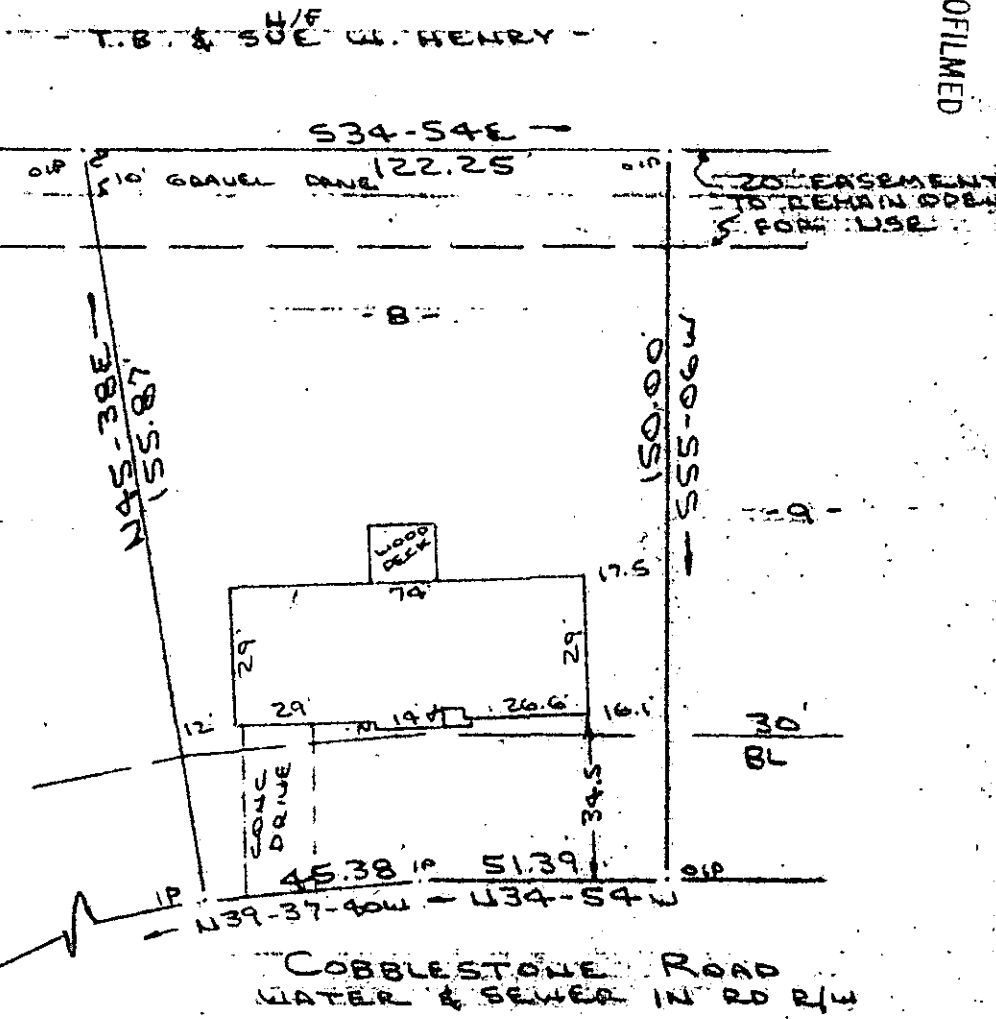 N/F
- T.B. & SUE W. HENRY -
OFILMED
S34-54E
122.25'
OIP
10' GRAVEL DRIVE
OIP
20' EASEMENT
TO REMAIN OPEN
FOR USE
- 8 -
N45-38E
155.87'
150.00
S55-06W
- 9 -
WOOD
DECK
74'
17.5
29'
29'
12'
29'
14'
26.6'
16.1'
30'
BL
CONC
DRIVE
34.5
IP
45.38
IP
51.39'
OIP
N39-37-40W - N34-54W
COBBLESTONE ROAD
WATER & SEWER IN RD R/W